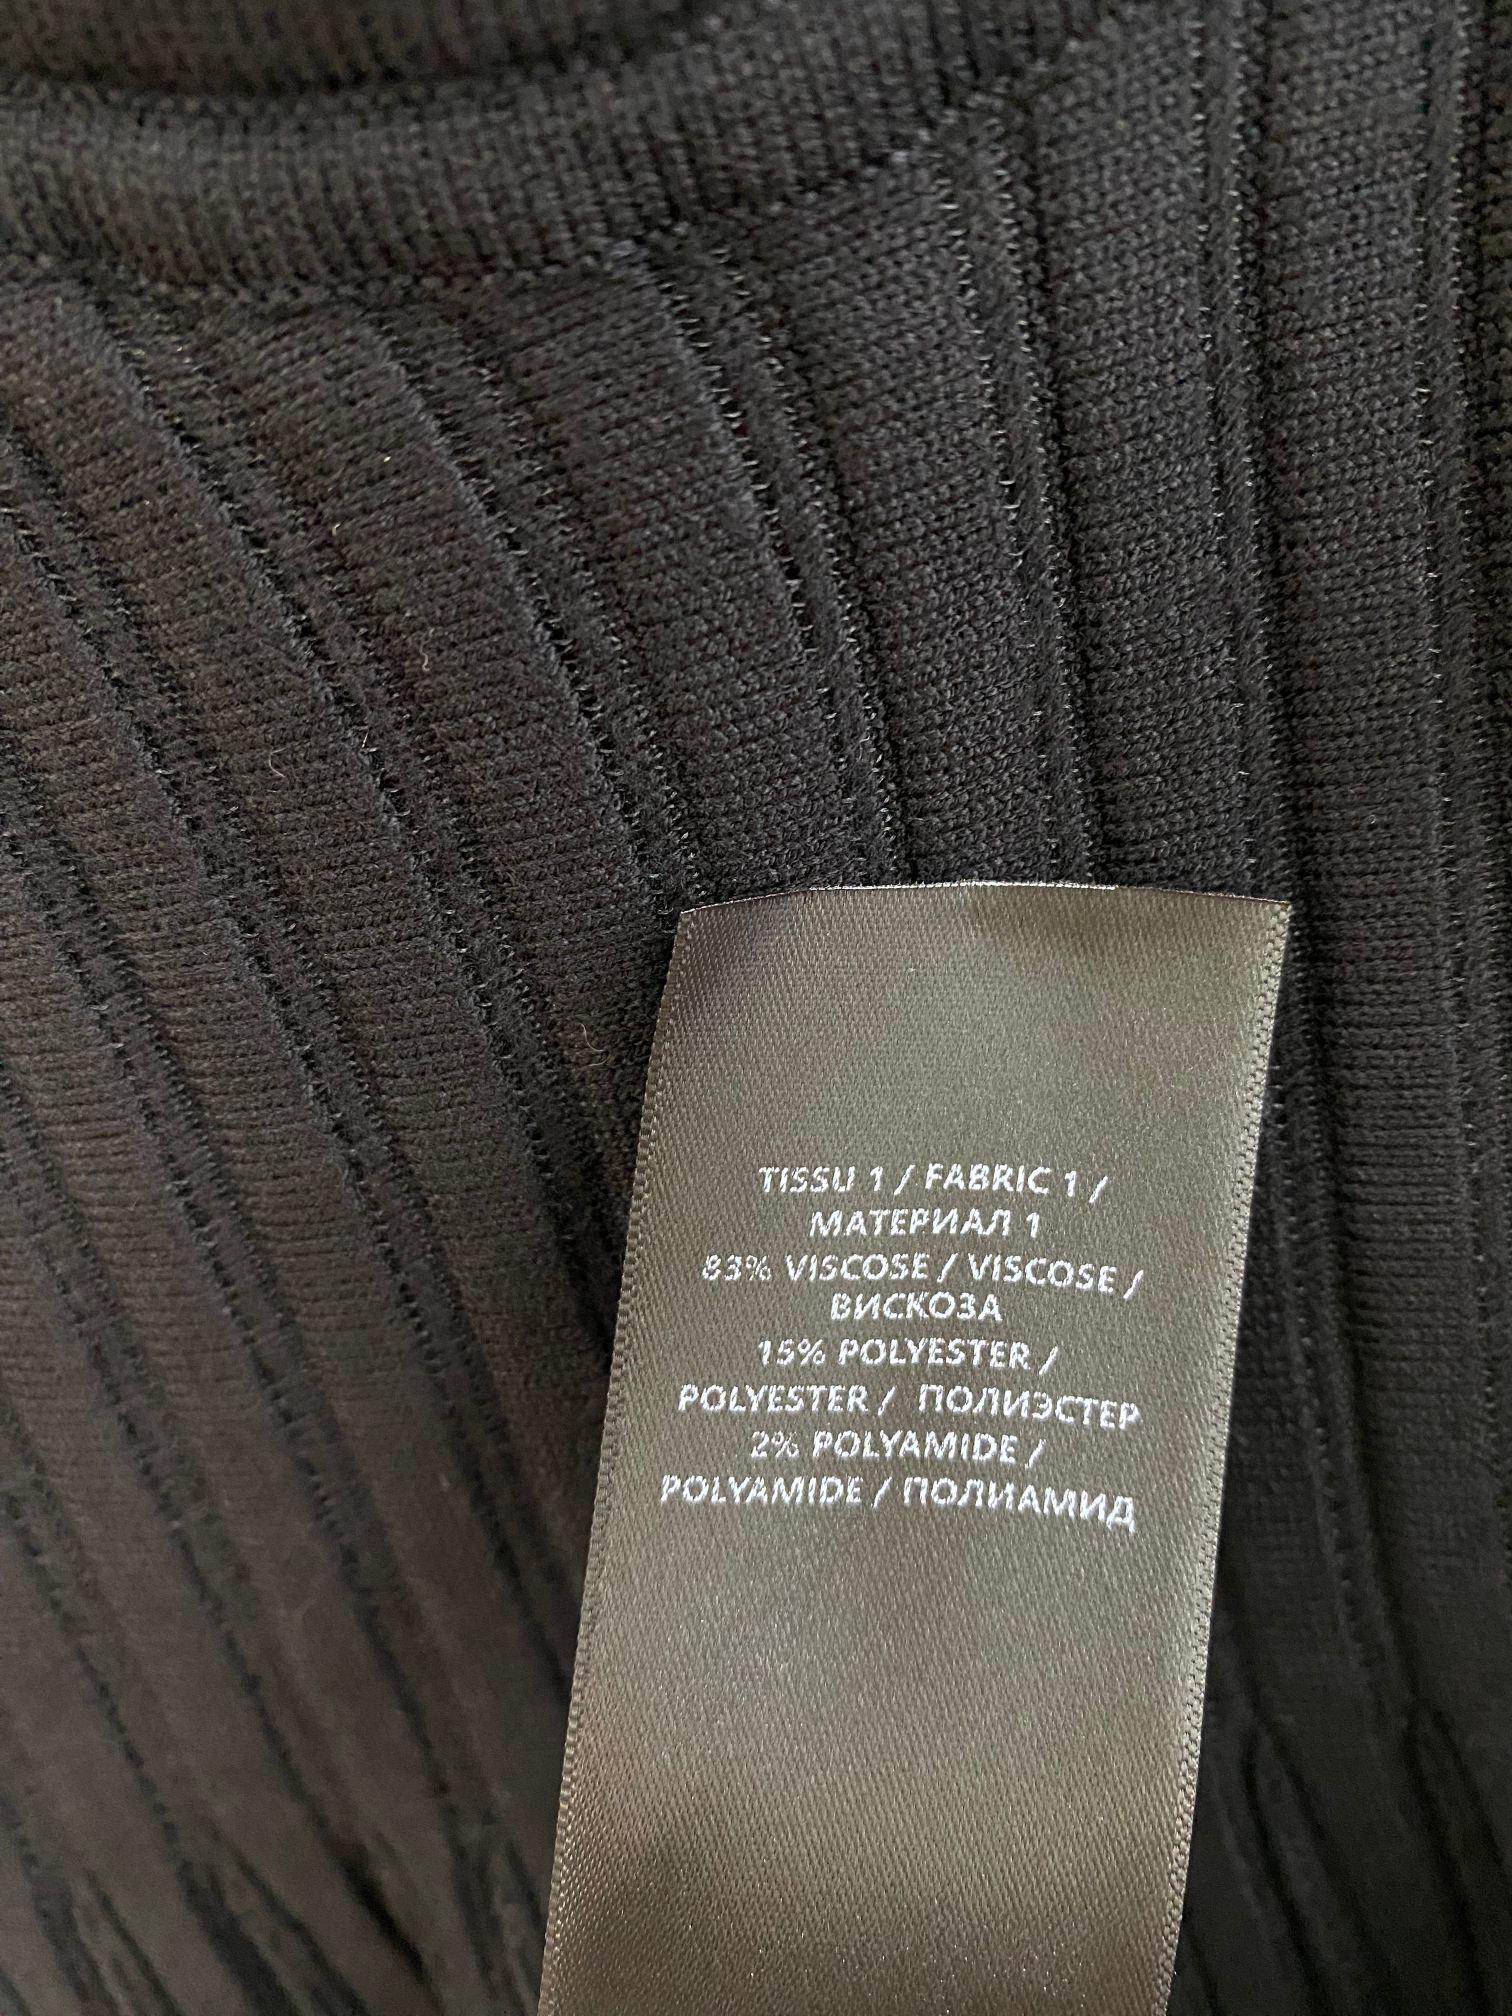 TISSU 1 / FABRIC 1 /
МАТЕРИАЛ 1
83% VISCOSE / VISCOSE /
ВИСКОЗА
15% POLYESTER /
POLYESTER / ПОЛИЭСТЕР
2% POLYAMIDE /
POLYAMIDE / ПОЛИАМИД